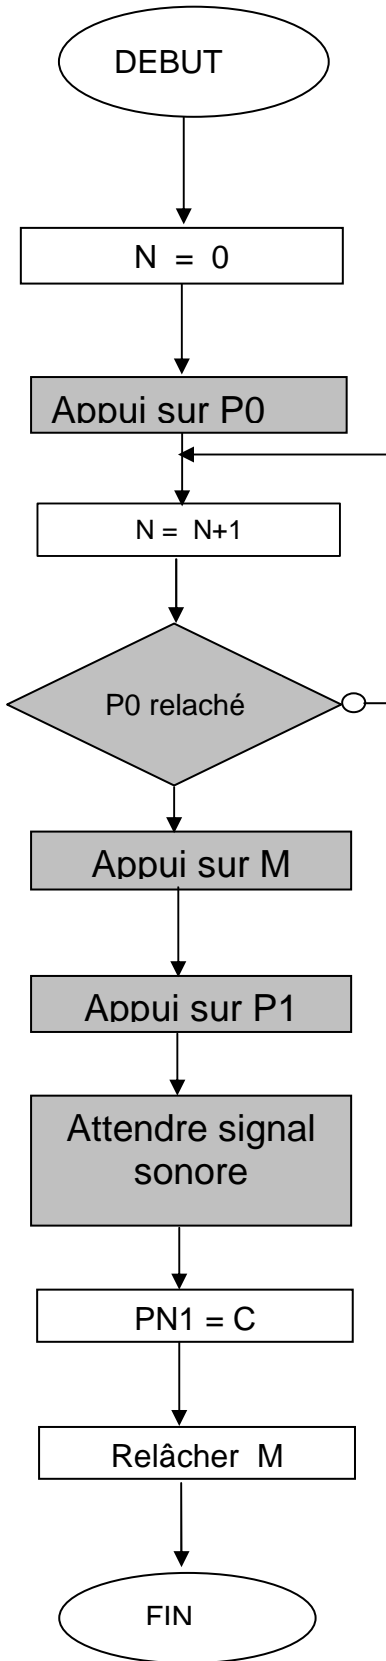 DEBUT
N = 0
Appui sur P0
N = N+1
P0 relaché
Appui sur M
Appui sur P1
Attendre signal
sonore
PN1 = C
Relâcher M
FIN